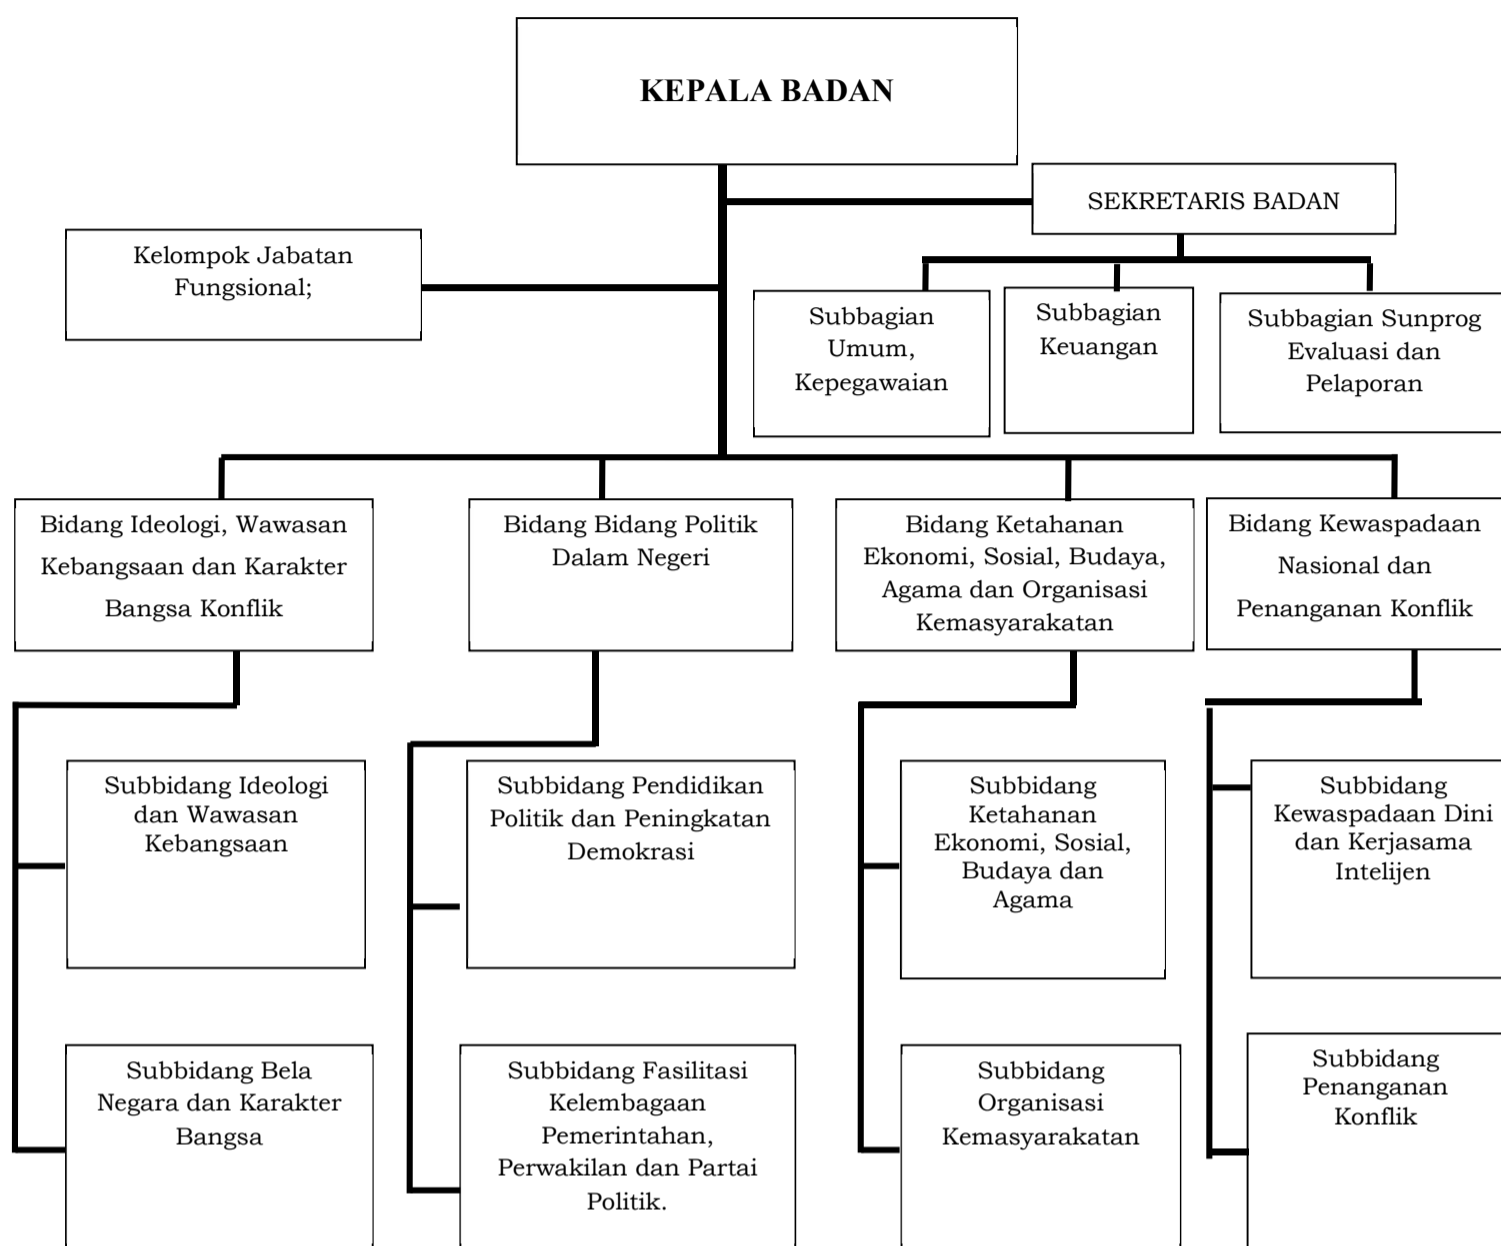 KEPALA BADAN
SEKRETARIS BADAN
Kelompok Jabatan
Fungsional;
Subbagian
Umum,
Kepegawaian
Subbagian
Keuangan
Subbagian Sunprog
Evaluasi dan
Pelaporan
Bidang Ideologi, Wawasan
Kebangsaan dan Karakter
Bangsa Konflik
Bidang Bidang Politik
Dalam Negeri
Bidang Ketahanan
Ekonomi, Sosial, Budaya,
Agama dan Organisasi
Kemasyarakatan
Bidang Kewaspadaan
Nasional dan
Penanganan Konflik
Subbidang Ideologi
dan Wawasan
Kebangsaan
Subbidang Pendidikan
Politik dan Peningkatan
Demokrasi
Subbidang
Ketahanan
Ekonomi, Sosial,
Budaya dan
Agama
Subbidang
Kewaspadaan Dini
dan Kerjasama
Intelijen
Subbidang Bela
Negara dan Karakter
Bangsa
Subbidang Fasilitasi
Kelembagaan
Pemerintahan,
Perwakilan dan Partai
Politik.
Subbidang
Organisasi
Kemasyarakatan
Subbidang
Penanganan
Konflik